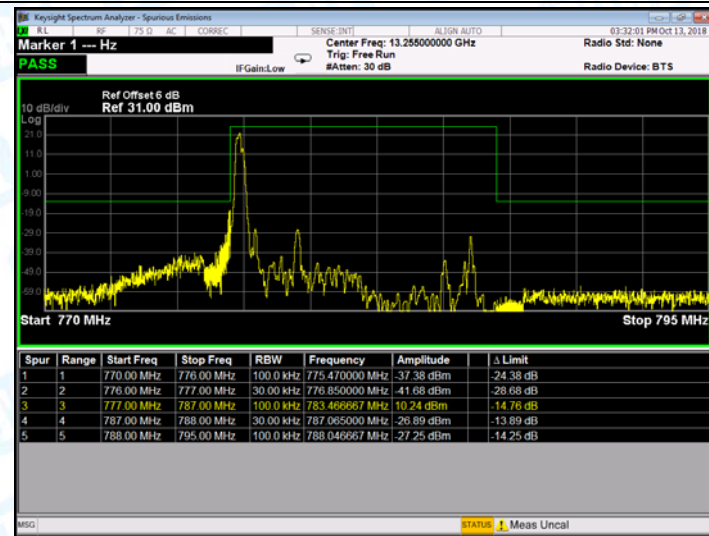 Keysight Spectrum Analyzer - Spurious Emissions
RL RF 75 Ω AC CORREC SENSE:INT ALIGN AUTO 03:32:01 PM Oct 13, 2018
Marker 1 --- Hz
Center Freq: 13.255000000 GHz
Radio Std: None
Trig: Free Run
PASS
IFGain:Low
#Atten: 30 dB
Radio Device: BTS
Ref Offset 6 dB
10 dB/div Ref 31.00 dBm
Log
21.0
11.0
1.00
-9.00
-19.0
-29.0
-39.0
-49.0
-59.0
Start 770 MHz Stop 795 MHz
Spur Range Start Freq Stop Freq RBW Frequency Amplitude Δ Limit
1 1 770.00 MHz 776.00 MHz 100.0 kHz 775.470000 MHz -37.38 dBm -24.38 dB
2 2 776.00 MHz 777.00 MHz 30.00 kHz 776.850000 MHz -41.68 dBm -28.68 dB
3 3 777.00 MHz 787.00 MHz 100.0 kHz 783.466667 MHz 10.24 dBm -14.76 dB
4 4 787.00 MHz 788.00 MHz 30.00 kHz 787.065000 MHz -26.89 dBm -13.89 dB
5 5 788.00 MHz 795.00 MHz 100.0 kHz 788.046667 MHz -27.25 dBm -14.25 dB
MSG STATUS Meas Uncal